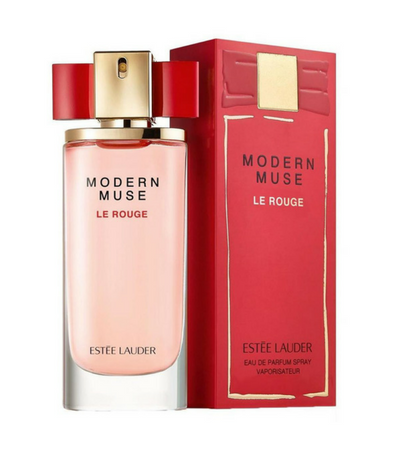 MODERN
MUSE
LE ROUGE
ESTĒE LAUDER
MODERN
MUSE
LE ROUGE
ESTĒE LAUDER
EAU DE PARFUM SPRAY
VAPORISATEUR